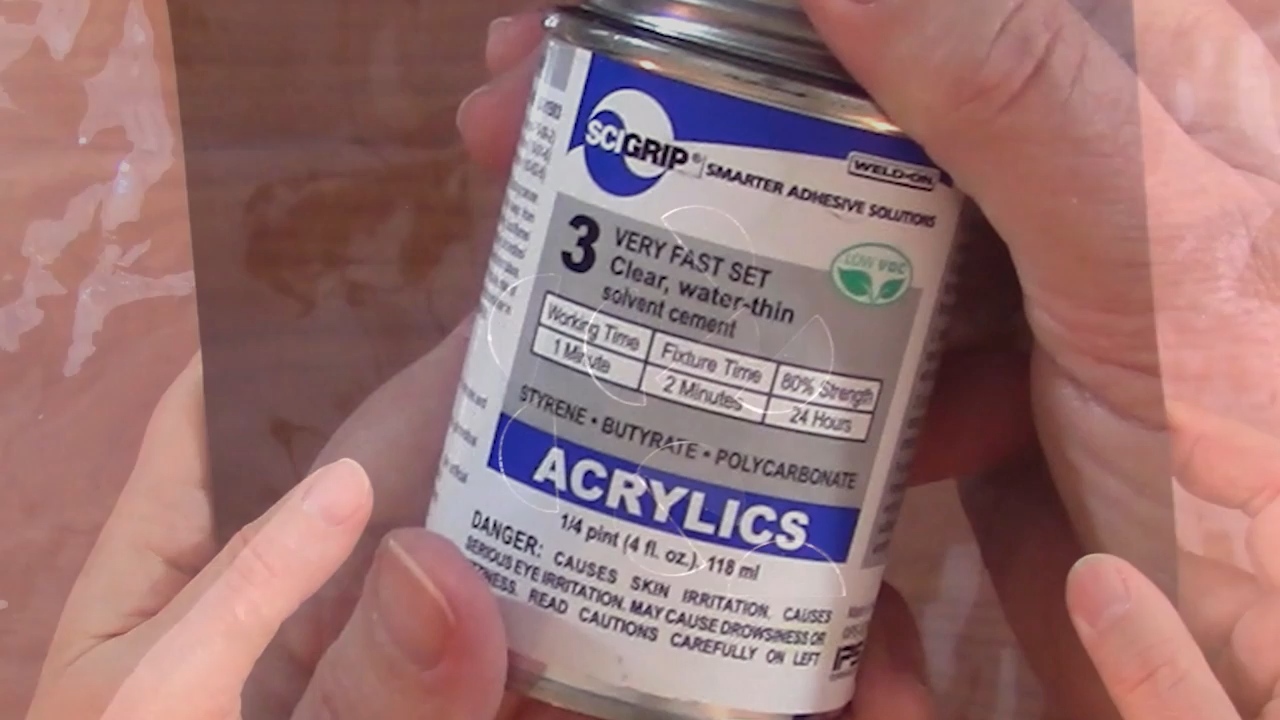 SCIGRIP® SMARTER ADHESIVE SOLUTIONS
WELD-ON
3
VERY FAST SET
Clear, water-thin
solvent cement
LOW VOC
Working Time Fixture Time 80% Strength
1 Minute 2 Minutes 24 Hours
STYRENE • BUTYRATE • POLYCARBONATE
ACRYLICS
1/4 pint (4 fl. oz.). 118 ml
DANGER: CAUSES SKIN IRRITATION. CAUSES
SERIOUS EYE IRRITATION. MAY CAUSE DROWSINESS OR
READ CAUTIONS CAREFULLY ON LEFT
IPS